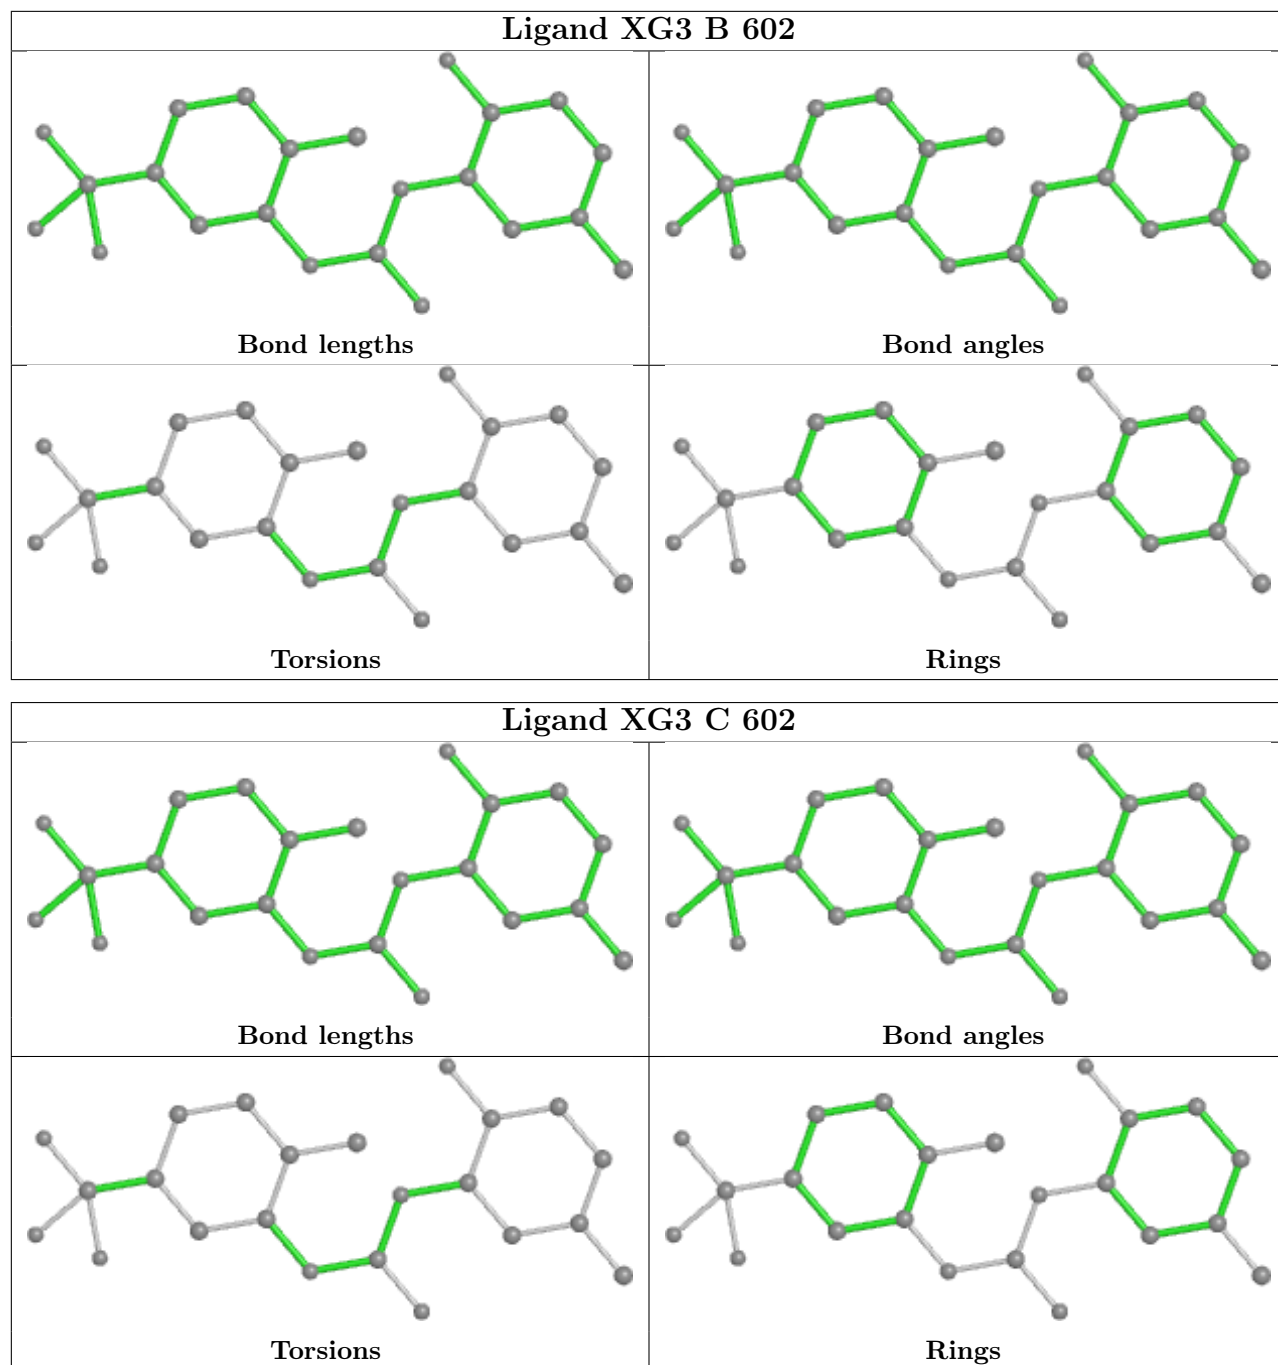 Ligand XG3 B 602
Bond lengths
Bond angles
Torsions
Rings
Ligand XG3 C 602
Bond lengths
Bond angles
Torsions
Rings